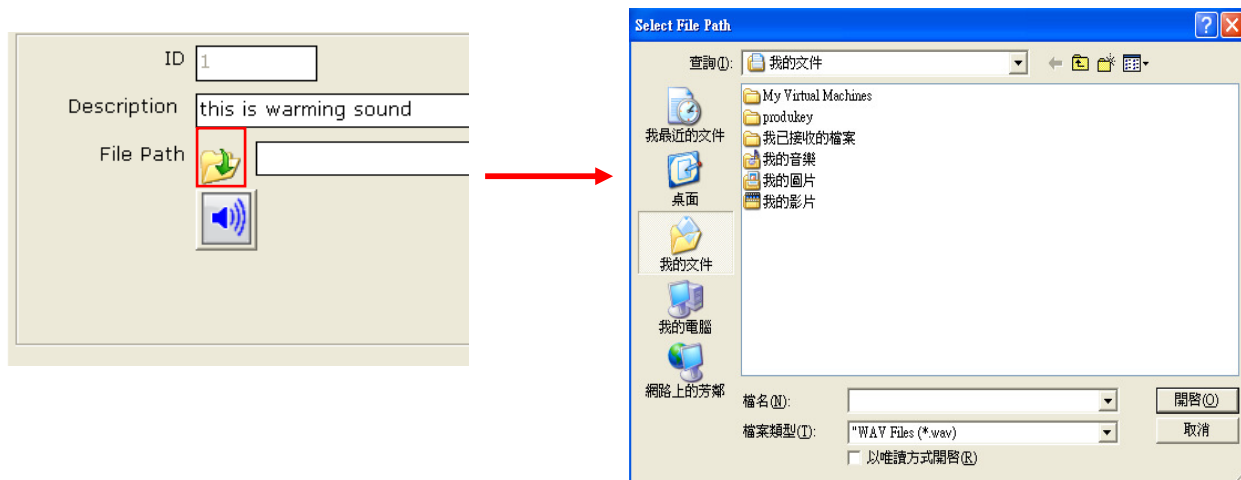 ID 1
Description this is warming sound
File Path
Select File Path
查詢(I): 我的文件
我最近的文件
桌面
我的文件
我的電腦
網路上的芳鄰
My Virtual Machines
produkey
我已接收的檔案
我的音樂
我的圖片
我的影片
檔名(N):
開啓(O)
檔案類型(T): "WAV Files (*.wav)
取消
以唯讀方式開啓(R)